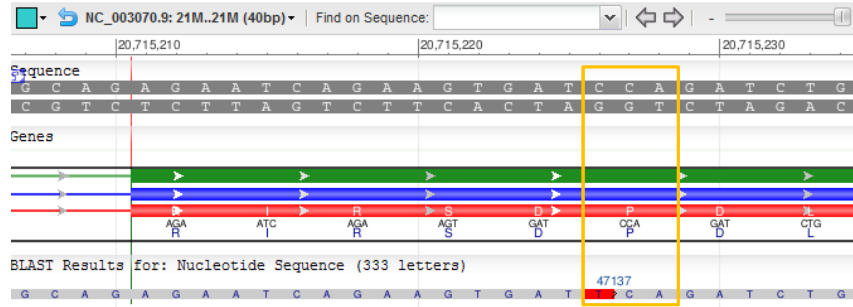 NC_003070.9: 21M..21M (40bp) Find on Sequence: -
20,715,210 20,715,220 20,715,230
Sequence
G C A G A G A A T C A G A A G T G A T C C A G A T C T G
C G T C T C T T A G T C T T C A C T A G G T C T A G A C
Genes
R I R S D P D L
AGA ATC AGA AGT GAT CCA GAT CTG
R I R S D P D L
BLAST Results for: Nucleotide Sequence (333 letters)
47137
G C A G A G A A T C A G A A G T G A T T C A G A T C T G